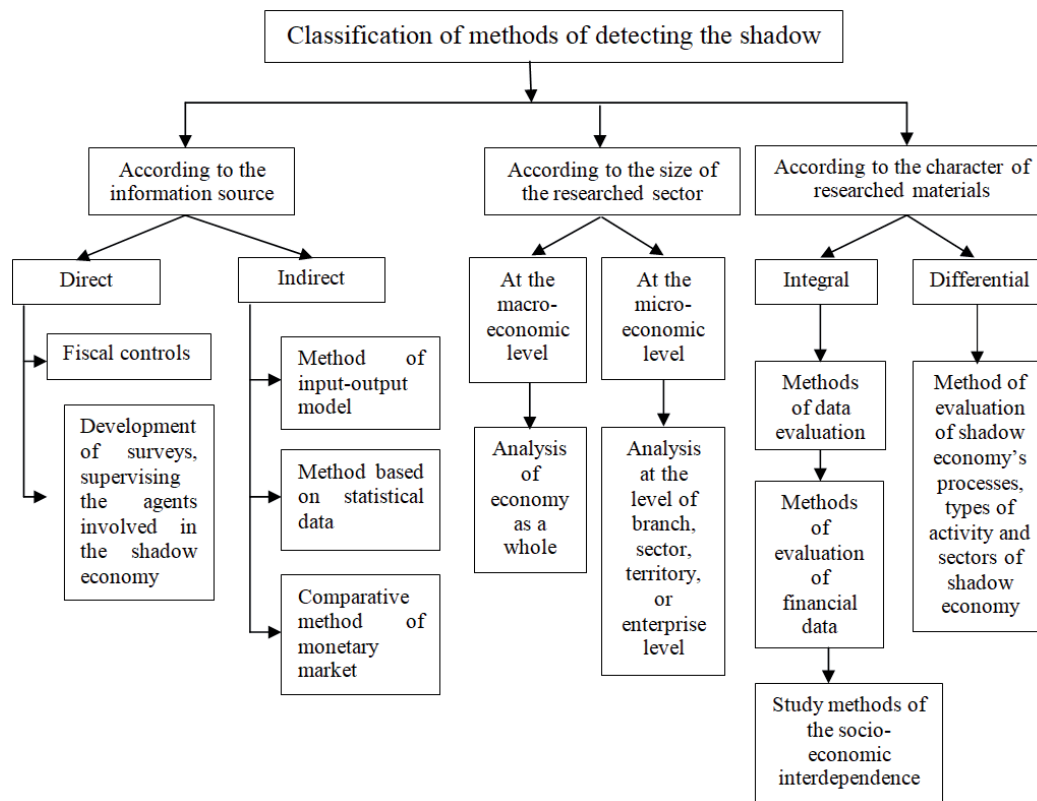 Classification of methods of detecting the shadow
According to the
information source
According to the size of
the researched sector
According to the character of
researched materials
Direct
Indirect
At the
macro-
economic
level
At the
micro-
economic
level
Integral
Differential
Fiscal controls
Development
of surveys,
supervising
the agents
involved in
the shadow
economy
Method of
input-output
model
Method based
on statistical
data
Comparative
method of
monetary
market
Analysis
of
economy
as a
whole
Analysis
at the
level of
branch,
sector,
territory,
or
enterprise
level
Methods
of data
evaluation
Methods
of
evaluation
of
financial
data
Study methods of
the socio-
economic
interdependence
Method of
evaluation
of shadow
economy’s
processes,
types of
activity and
sectors of
shadow
economy